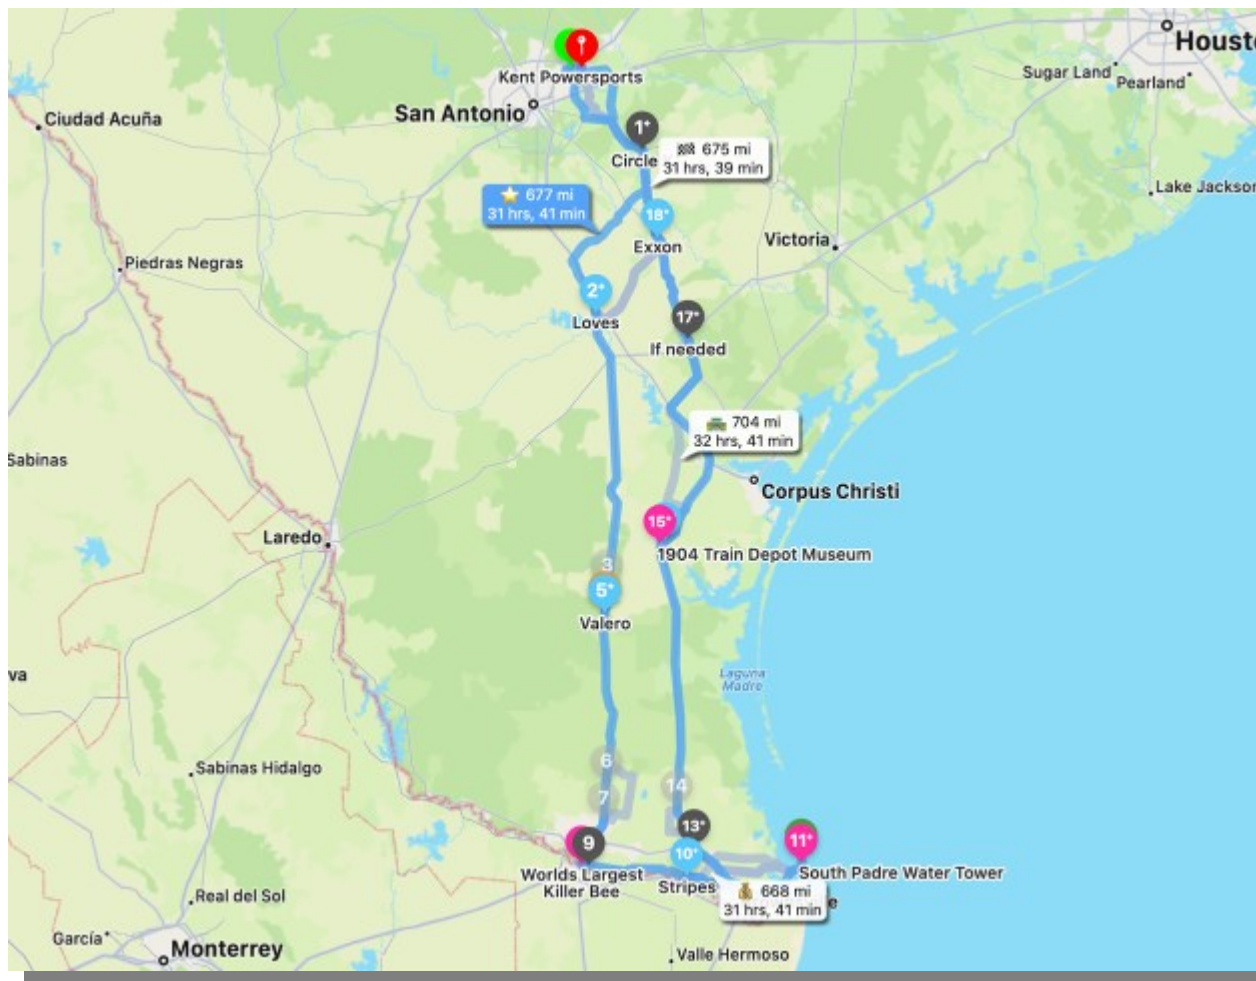 Houst
Sugar Land
Pearland
Kent Powersports
San Antonio
Ciudad Acuña
1*
Circle
675 mi
31 hrs, 39 min
Lake Jackson
677 mi
31 hrs, 41 min
18*
Exxon
Victoria
Piedras Negras
2*
Loves
17*
If needed
704 mi
32 hrs, 41 min
Sabinas
Corpus Christi
15*
Laredo
1904 Train Depot Museum
3
5*
Valero
va
Laguna
Madre
Sabinas Hidalgo
6
7
14
13*
9
10*
11*
Worlds Largest
Killer Bee
Stripes
South Padre Water Tower
668 mi
31 hrs, 41 min
e
Real del Sol
García
Monterrey
Valle Hermoso